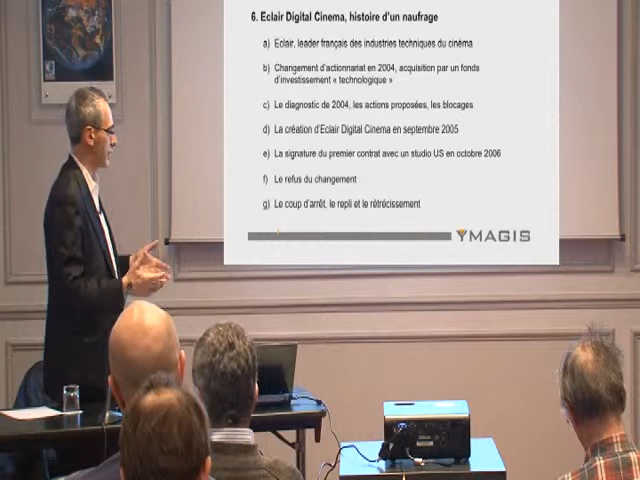 6. Eclair Digital Cinema, histoire d'un naufrage
a) Eclair, leader français des industries techniques du cinéma
b) Changement d'actionnariat en 2004, acquisition par un fonds
d'investissement « technologique »
c) Le diagnostic de 2004, les actions proposées, les blocages
d) La création d'Eclair Digital Cinema en septembre 2005
e) La signature du premier contrat avec un studio US en octobre 2006
f) Le refus du changement
g) Le coup d'arrêt, le repli et le rétrécissement
YMAGIS